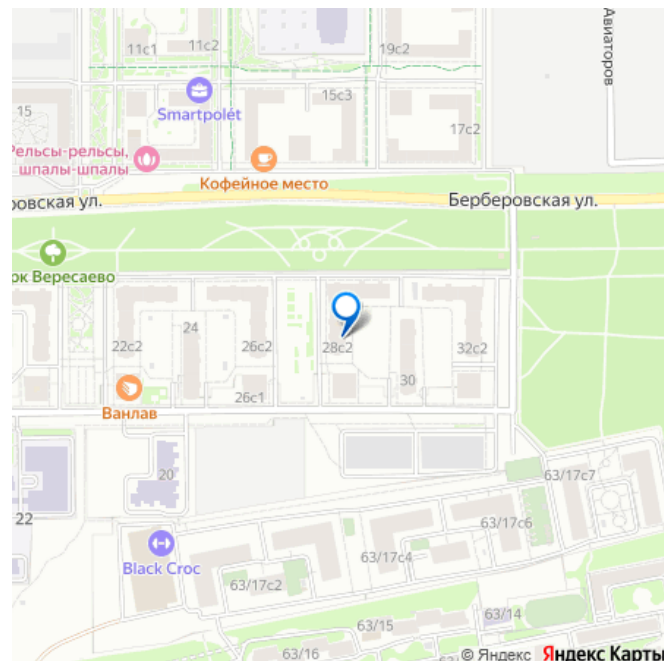 11с1
11с2
19с2
Авиаторов
15
Smartpolét
15с3
17с2
Рельсы-рельсы,
шпалы-шпалы
Кофейное место
ровская ул.
Берберовская ул.
ок Вересаево
22с2
24
26с2
28с2
30
32с2
26с1
Ванлав
20
22
63/17с7
63/17с6
Black Croc
63/17с4
63/17с2
63/14
63/15
63/16
© Яндекс Яндекс Карты